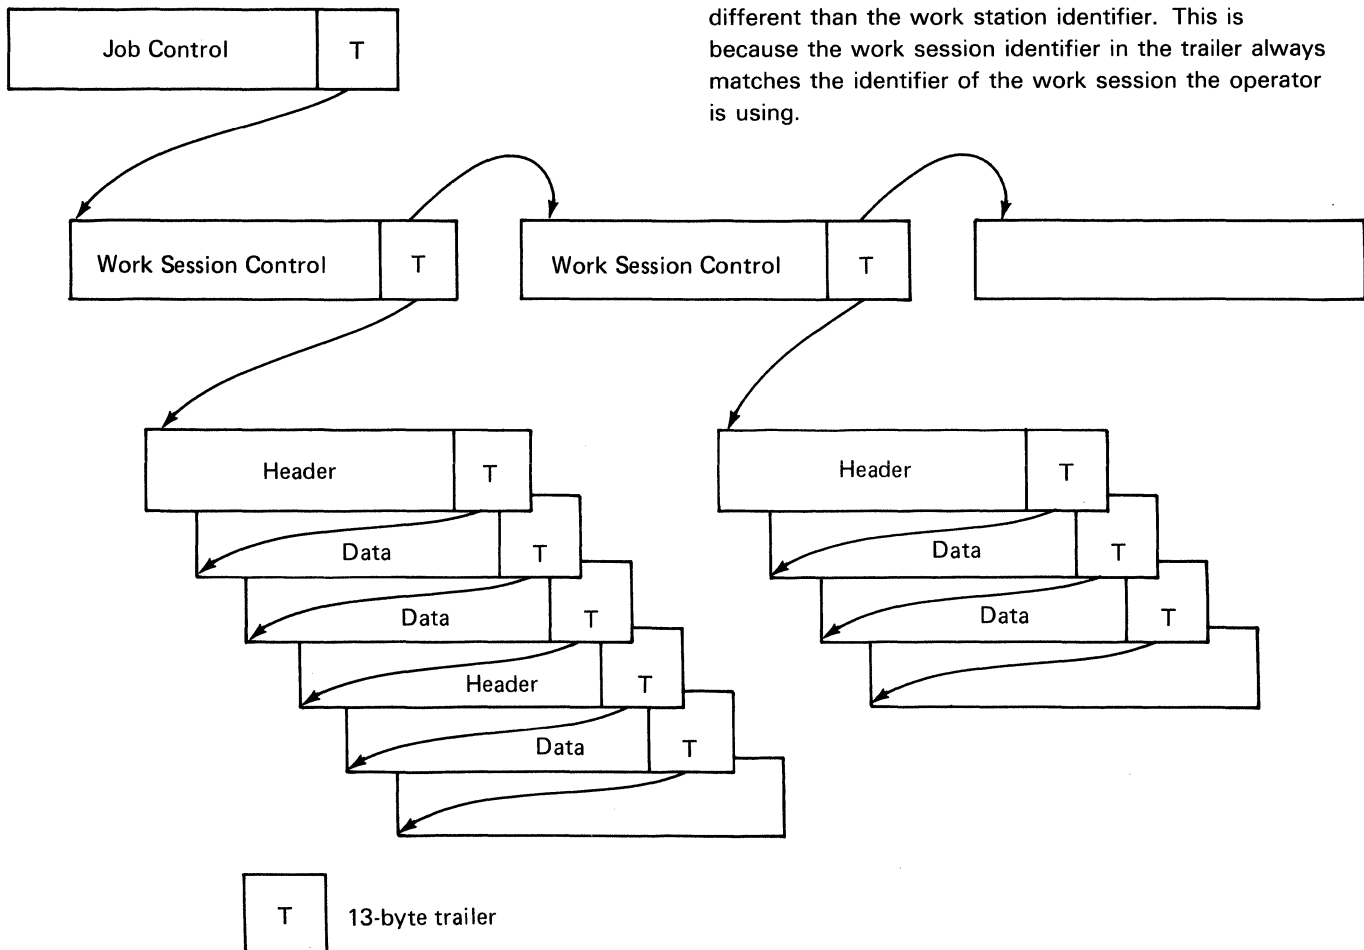 different than the work station identifier. This is
because the work session identifier in the trailer always
matches the identifier of the work session the operator
is using.
Job Control T
Work Session Control T
Work Session Control T
Header T
Data T
Data T
Header T
Data T
Header T
Data T
Data T
T 13-byte trailer